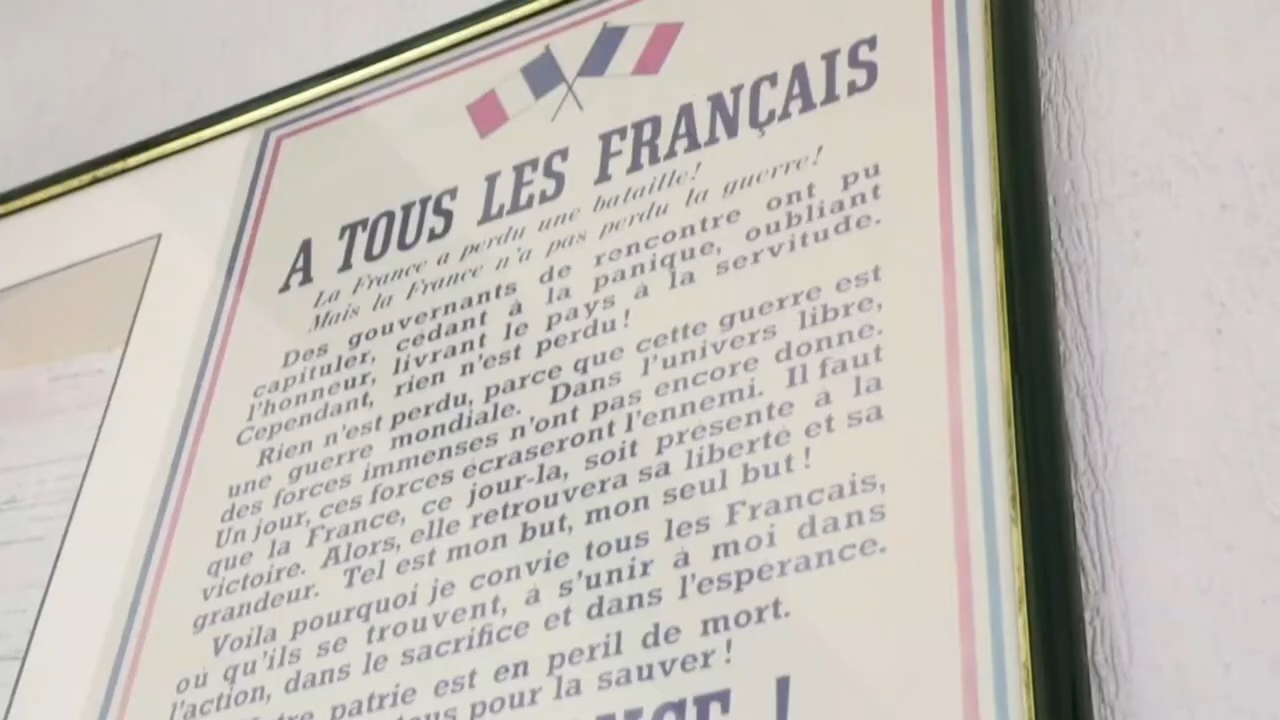 A TOUS LES FRANÇAIS
La France a perdu une bataille!
Mais la France n'a pas perdu la guerre!
Des gouvernants de rencontre ont pu
capituler, cédant à la panique, oubliant
l'honneur, livrant le pays à la servitude.
Cependant, rien n'est perdu!
Rien n'est perdu, parce que cette guerre est
une guerre mondiale. Dans l'univers libre,
des forces immenses n'ont pas encore donne.
Un jour, ces forces écraseront l'ennemi. Il faut
que la France, ce jour-la, soit presente à la
victoire. Alors, elle retrouvera sa liberté et sa
grandeur. Tel est mon but, mon seul but!
Voila pourquoi je convie tous les Francais,
où qu'ils se trouvent, à s'unir à moi dans
l'action, dans le sacrifice et dans l'esperance.
patrie est en peril de mort.
pour la sauver!